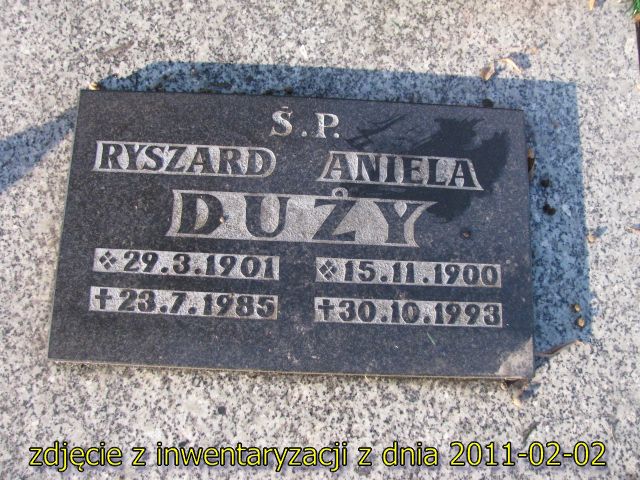 Ś.P.
RYSZARD ANIELA
DUŻY
29.3.1901 15.11.1900
✝23.7.1985 ✝30.10.1993
zdjęcie z inwentaryzacji z dnia 2011-02-02